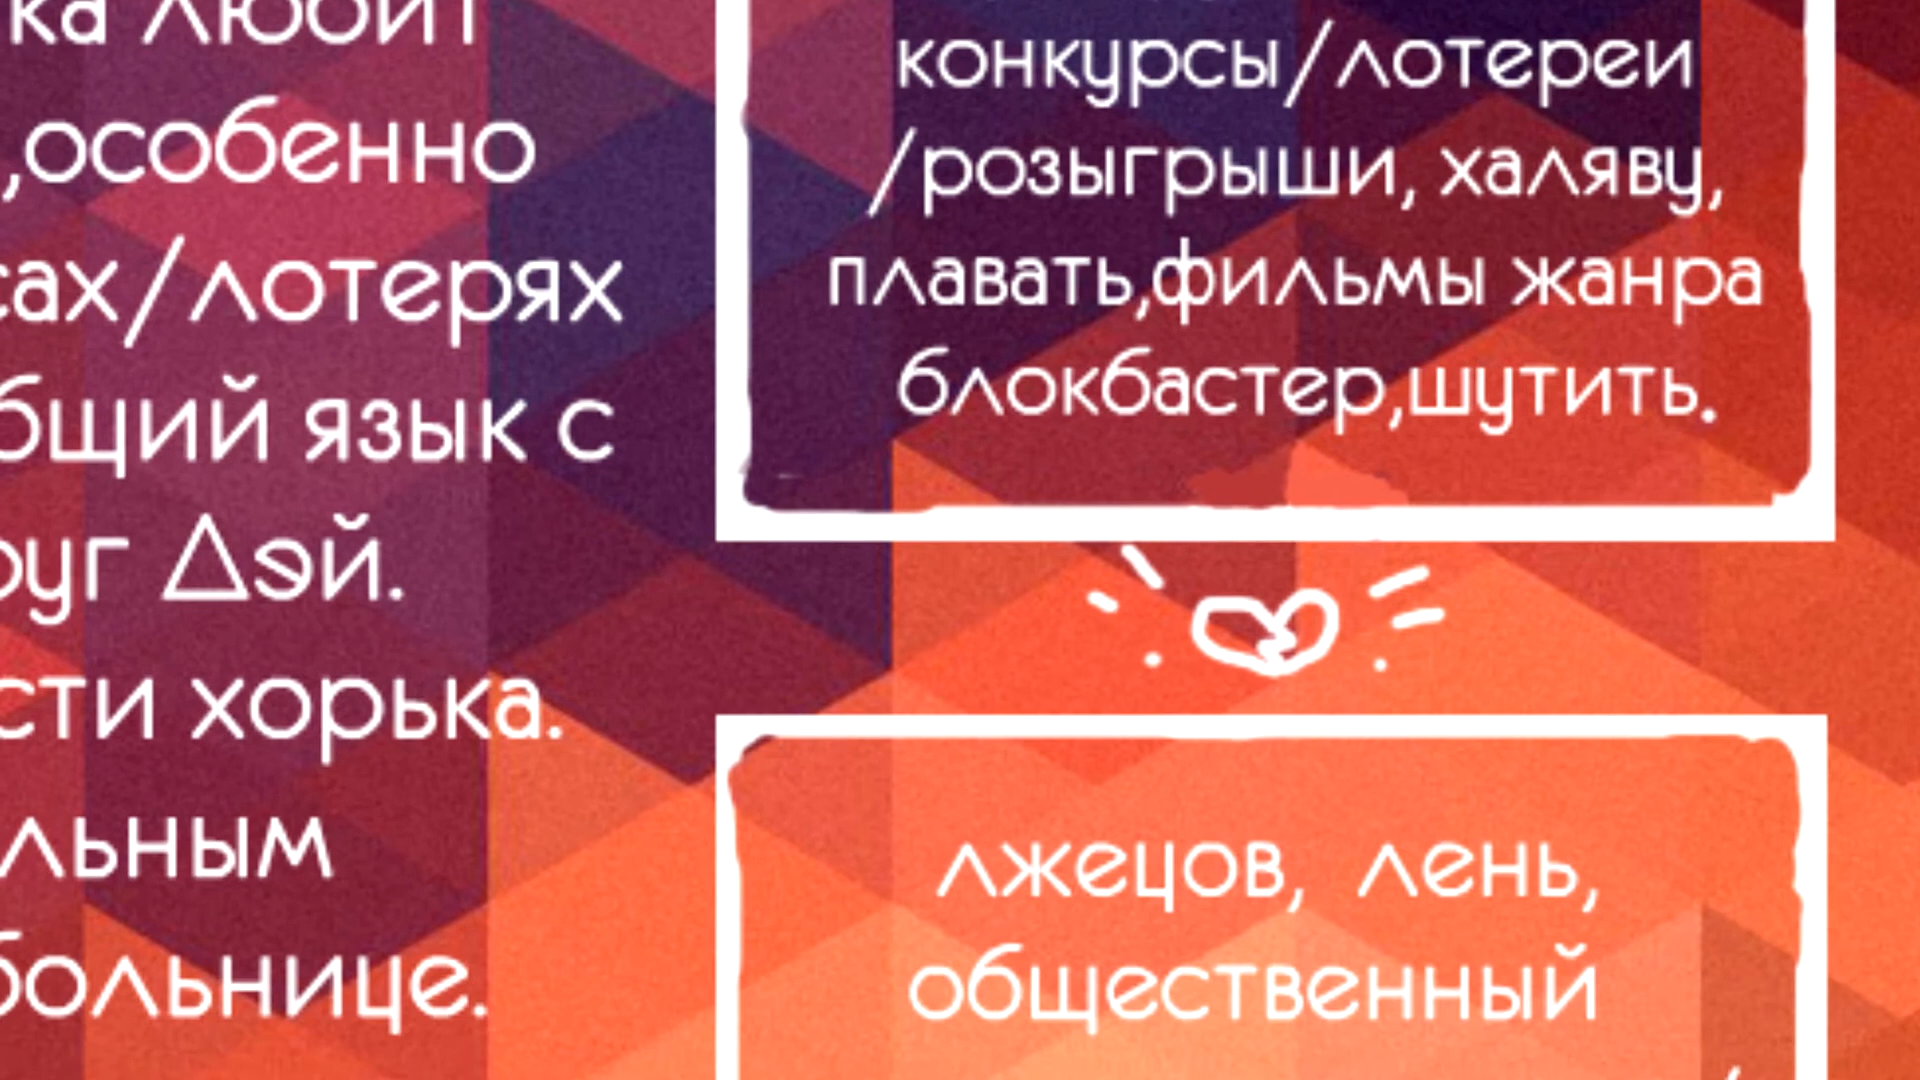 ка любит
,особенно
сах/лотерях
бщий язык с
руг Дэй.
сти хорька.
льным
больнице.
конкурсы/лотереи
/розыгрыши, халяву,
плавать,фильмы жанра
блокбастер,шутить.
лжецов, лень,
общественный